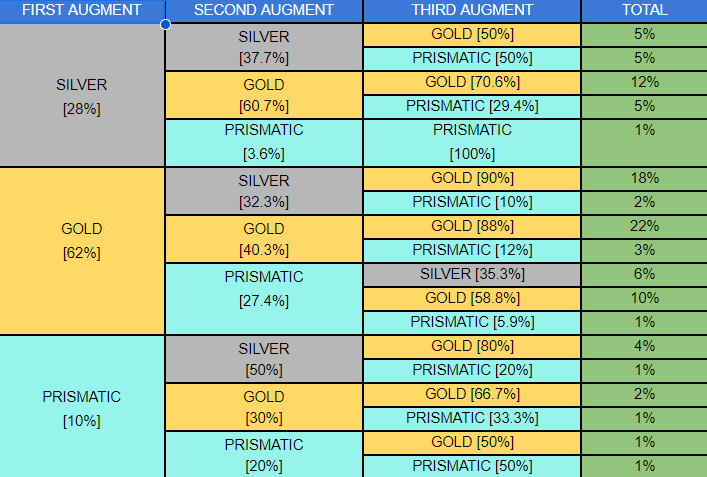 FIRST AUGMENT SECOND AUGMENT THIRD AUGMENT TOTAL
SILVER
[28%]
SILVER
[37.7%]
GOLD [50%] 5%
PRISMATIC [50%] 5%
GOLD
[60.7%]
GOLD [70.6%] 12%
PRISMATIC [29.4%] 5%
PRISMATIC
[3.6%]
PRISMATIC
[100%]
1%
GOLD
[62%]
SILVER
[32.3%]
GOLD [90%] 18%
PRISMATIC [10%] 2%
GOLD
[40.3%]
GOLD [88%] 22%
PRISMATIC [12%] 3%
PRISMATIC
[27.4%]
SILVER [35.3%] 6%
GOLD [58.8%] 10%
PRISMATIC [5.9%] 1%
PRISMATIC
[10%]
SILVER
[50%]
GOLD [80%] 4%
PRISMATIC [20%] 1%
GOLD
[30%]
GOLD [66.7%] 2%
PRISMATIC [33.3%] 1%
PRISMATIC
[20%]
GOLD [50%] 1%
PRISMATIC [50%] 1%